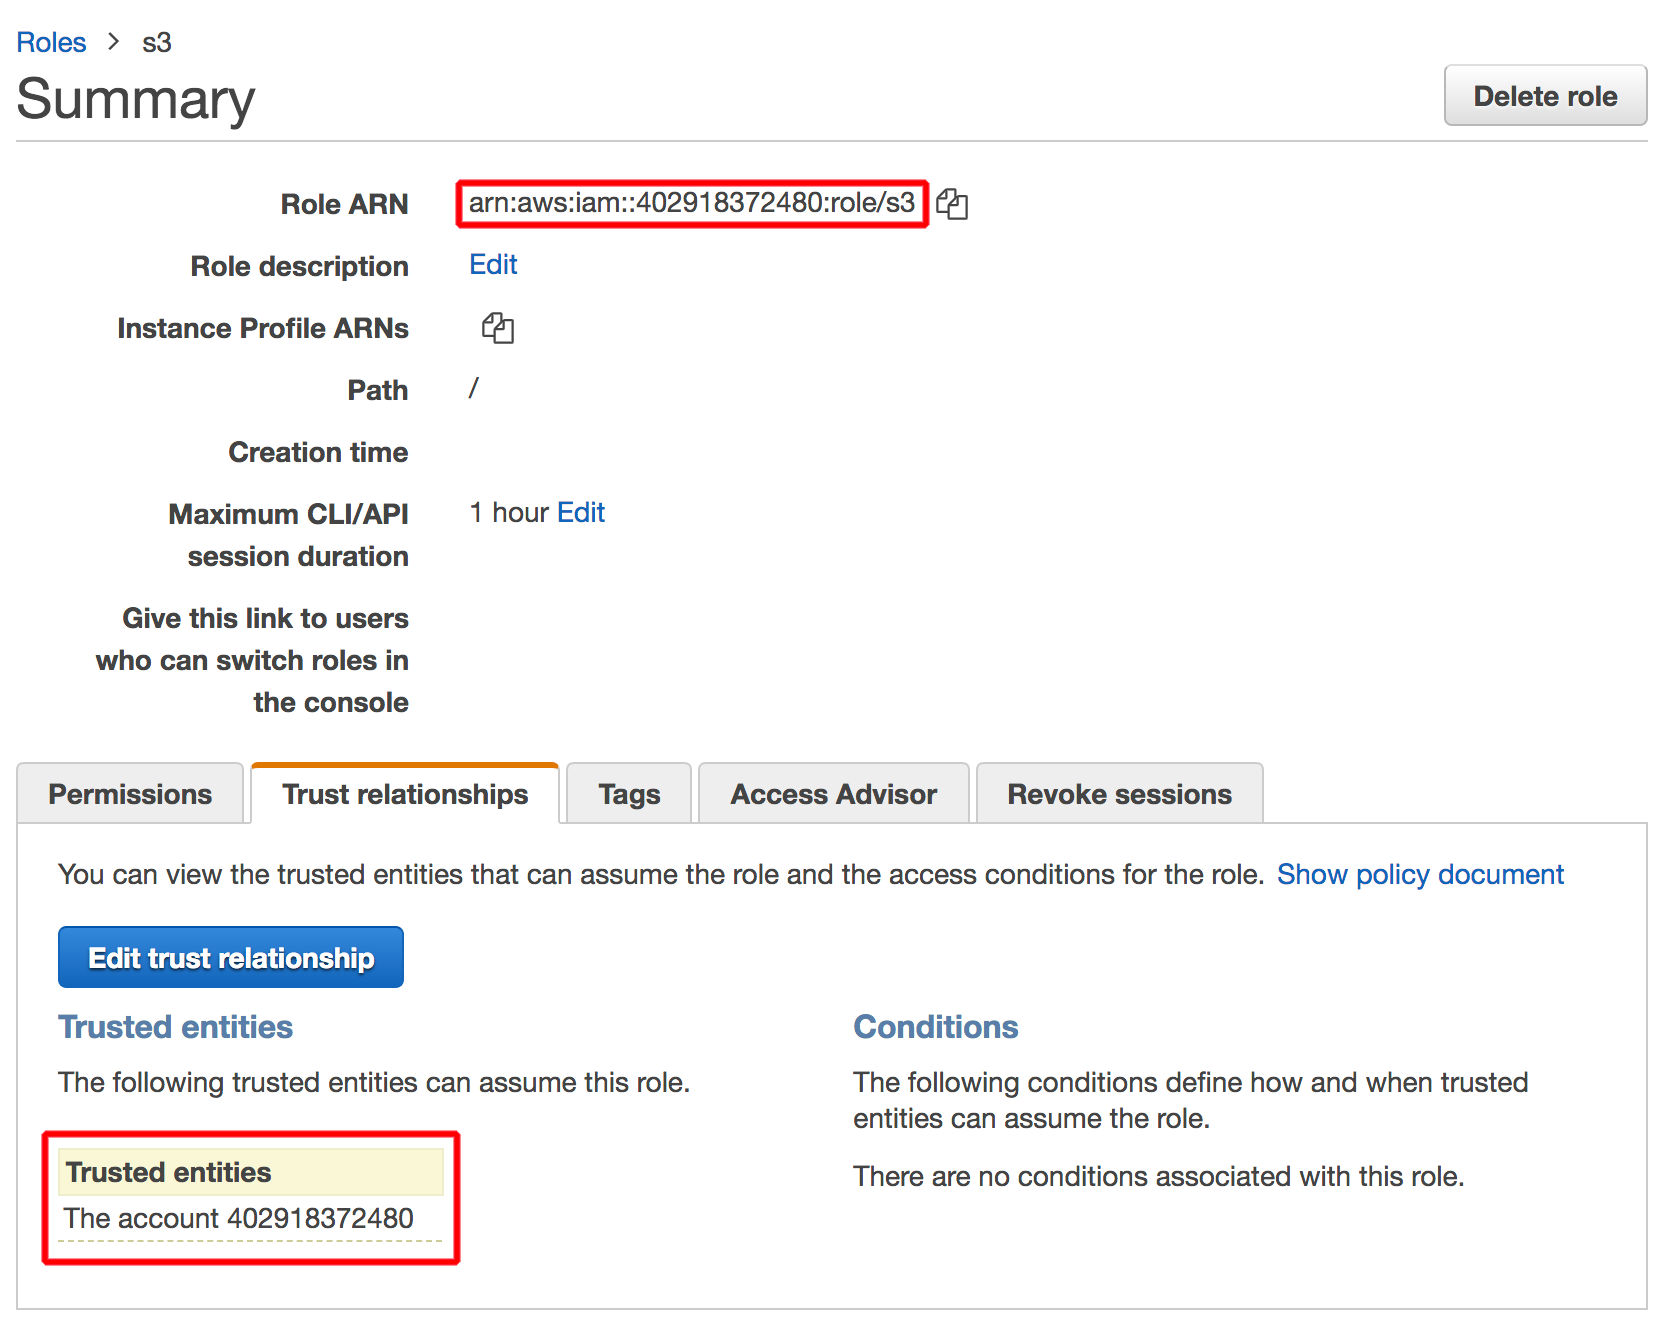 Roles > s3
Summary
Delete role
Role ARN arn:aws:iam::402918372480:role/s3
Role description Edit
Instance Profile ARNs
Path /
Creation time
Maximum CLI/API 1 hour Edit
session duration
Give this link to users
who can switch roles in
the console
Permissions Trust relationships Tags Access Advisor Revoke sessions
You can view the trusted entities that can assume the role and the access conditions for the role. Show policy document
Edit trust relationship
Trusted entities
The following trusted entities can assume this role.
Trusted entities
The account 402918372480
Conditions
The following conditions define how and when trusted
entities can assume the role.
There are no conditions associated with this role.